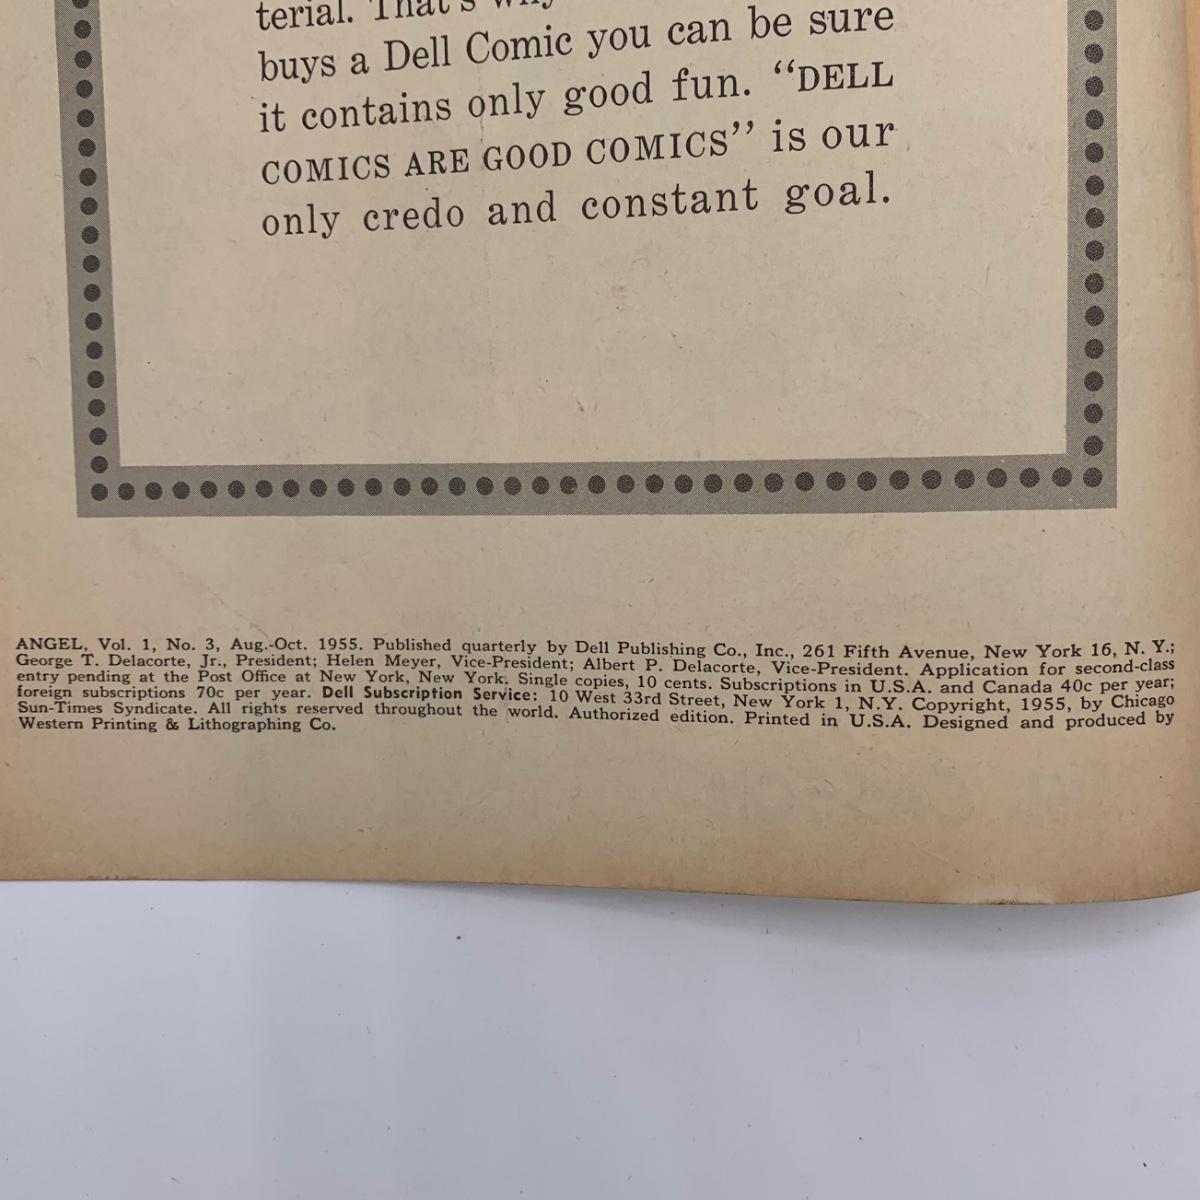 terial. That's why
buys a Dell Comic you can be sure
it contains only good fun. “DELL
COMICS ARE GOOD COMICS” is our
only credo and constant goal.
ANGEL, Vol. 1, No. 3, Aug.-Oct. 1955. Published quarterly by Dell Publishing Co., Inc., 261 Fifth Avenue, New York 16, N. Y.;
George T. Delacorte, Jr., President; Helen Meyer, Vice-President; Albert P. Delacorte, Vice-President. Application for second-class
entry pending at the Post Office at New York, New York. Single copies, 10 cents. Subscriptions in U.S.A. and Canada 40c per year;
foreign subscriptions 70c per year. Dell Subscription Service: 10 West 33rd Street, New York 1, N.Y. Copyright, 1955, by Chicago
Sun-Times Syndicate. All rights reserved throughout the world. Authorized edition. Printed in U.S.A. Designed and produced by
Western Printing & Lithographing Co.